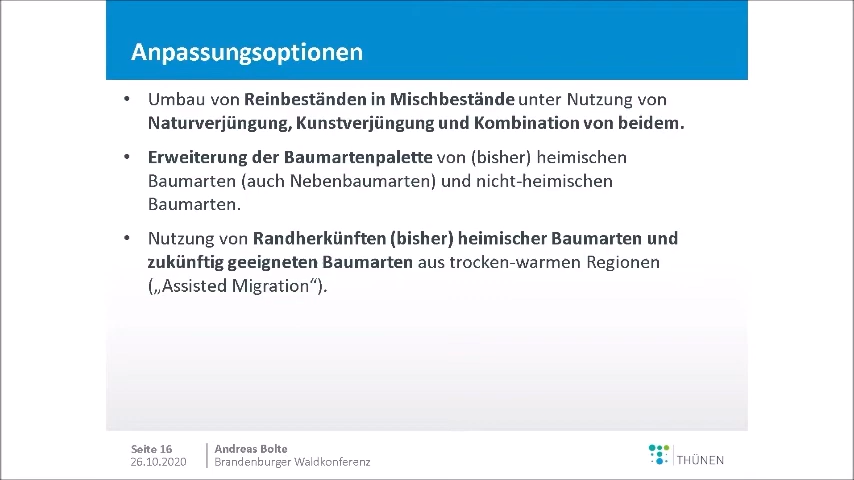 Anpassungsoptionen
• Umbau von Reinbeständen in Mischbestände unter Nutzung von
Naturverjüngung, Kunstverjüngung und Kombination von beidem.
• Erweiterung der Baumartenpalette von (bisher) heimischen
Baumarten (auch Nebenbaumarten) und nicht-heimischen
Baumarten.
• Nutzung von Randherkünften (bisher) heimischer Baumarten und
zukünftig geeigneten Baumarten aus trocken-warmen Regionen
(„Assisted Migration“).
Seite 16
26.10.2020
Andreas Bolte
Brandenburger Waldkonferenz
THÜNEN